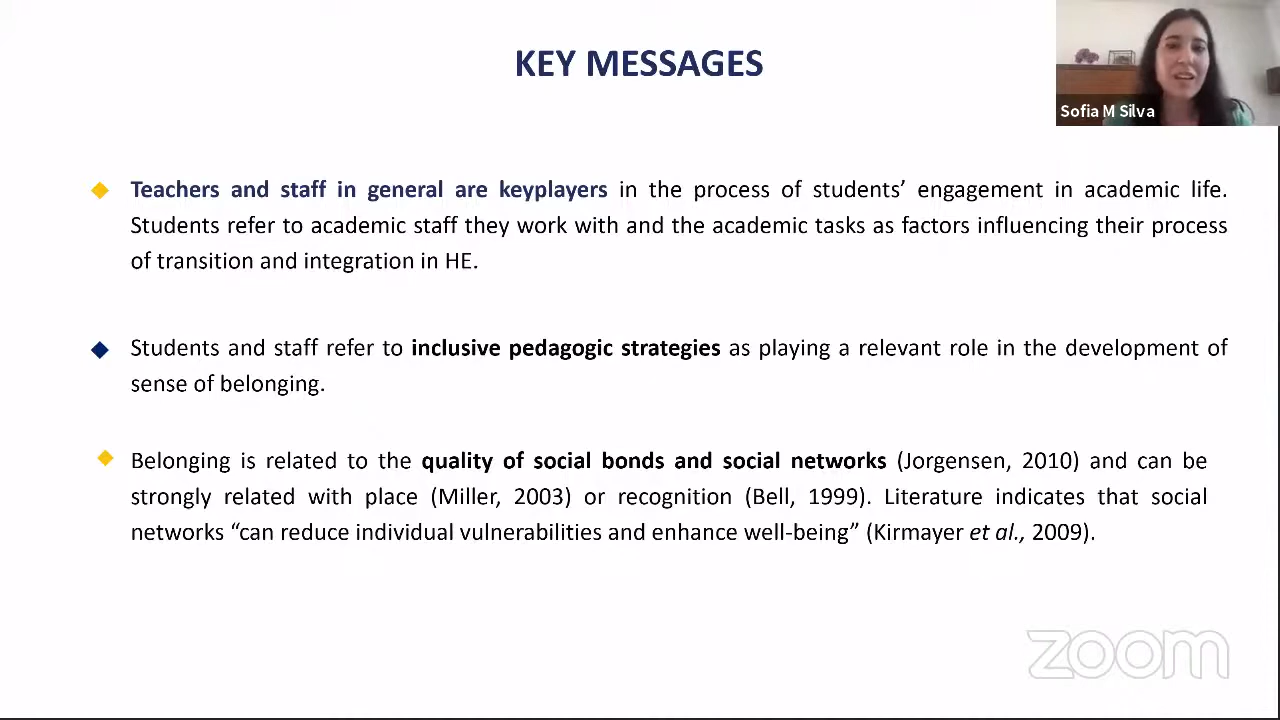 KEY MESSAGES
Sofia M Silva
Teachers and staff in general are keyplayers in the process of students’ engagement in academic life.
Students refer to academic staff they work with and the academic tasks as factors influencing their process
of transition and integration in HE.
Students and staff refer to inclusive pedagogic strategies as playing a relevant role in the development of
sense of belonging.
Belonging is related to the quality of social bonds and social networks (Jorgensen, 2010) and can be
strongly related with place (Miller, 2003) or recognition (Bell, 1999). Literature indicates that social
networks “can reduce individual vulnerabilities and enhance well-being” (Kirmayer et al., 2009).
zoom